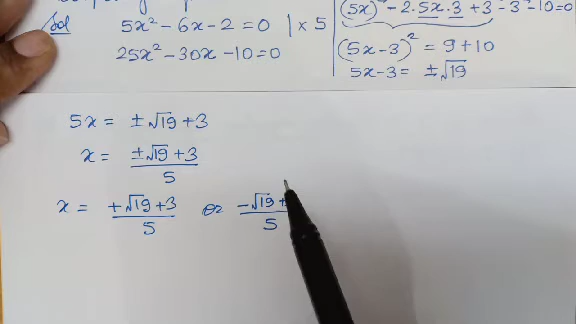 Sol 5x² - 6x - 2 = 0 | × 5
25x² - 30x - 10 = 0
(5x)² - 2·5x·3 + 3² - 3² - 10 = 0
(5x - 3)² = 9 + 10
5x - 3 = ± √19
5x = ± √19 + 3
x = ± √19 + 3 / 5
x = + √19 + 3 / 5 or - √19 + / 5